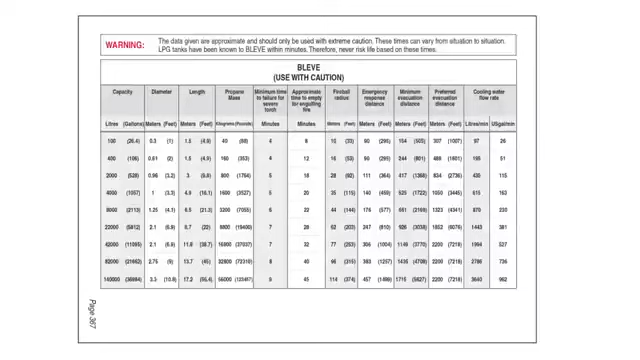 WARNING: The data given are approximate and should only be used with extreme caution. These times can vary from situation to situation.
LPG tanks have been known to BLEVE within minutes. Therefore, never risk life based on these times.
BLEVE
(USE WITH CAUTION)
Capacity Diameter Length Propane Mass Minimum time to failure for severe torch Approximate time to empty for engulfing fire Fireball radius Emergency response distance Minimum evacuation distance Preferred evacuation distance Cooling water flow rate
Litres (Gallons) Meters (Feet) Meters (Feet) Kilograms (Pounds) Minutes Minutes Meters (Feet) Meters (Feet) Meters (Feet) Meters (Feet) Litres/min USgal/min
100 (26.4) 0.3 (1) 1.5 (4.9) 40 (88) 4 8 10 (33) 90 (295) 154 (505) 307 (1007) 97 26
400 (106) 0.61 (2) 1.5 (4.9) 160 (353) 4 12 16 (53) 90 (295) 244 (801) 488 (1601) 195 51
2000 (528) 0.96 (3.2) 3 (9.8) 800 (1764) 5 18 28 (92) 111 (364) 417 (1368) 834 (2736) 430 115
4000 (1057) 1 (3.3) 4.9 (16.1) 1600 (3527) 5 20 35 (115) 140 (459) 525 (1722) 1050 (3445) 615 163
8000 (2113) 1.25 (4.1) 6.5 (21.3) 3200 (7055) 6 22 44 (144) 176 (577) 661 (2169) 1323 (4341) 870 230
22000 (5812) 2.1 (6.9) 6.7 (22) 8800 (19400) 7 28 62 (203) 247 (810) 926 (3038) 1852 (6076) 1443 381
42000 (11095) 2.1 (6.9) 11.8 (38.7) 16800 (37037) 7 32 77 (253) 306 (1004) 1149 (3770) 2200 (7218) 1994 527
82000 (21662) 2.75 (9) 13.7 (45) 32800 (72310) 8 40 96 (315) 383 (1257) 1435 (4708) 2200 (7218) 2786 736
140000 (36984) 3.3 (10.8) 17.2 (56.4) 56000 (123457) 9 45 114 (374) 457 (1499) 1715 (5627) 2200 (7218) 3640 962
Page 367